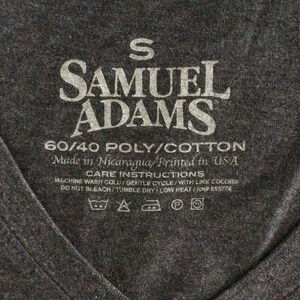 S
SAMUEL
ADAMS
60/40 POLY/COTTON
Made in Nicaragua/Printed in USA
CARE INSTRUCTIONS
MACHINE WASH COLD / GENTLE CYCLE / WITH LIKE COLORS
DO NOT BLEACH / TUMBLE DRY / LOW HEAT / RN#